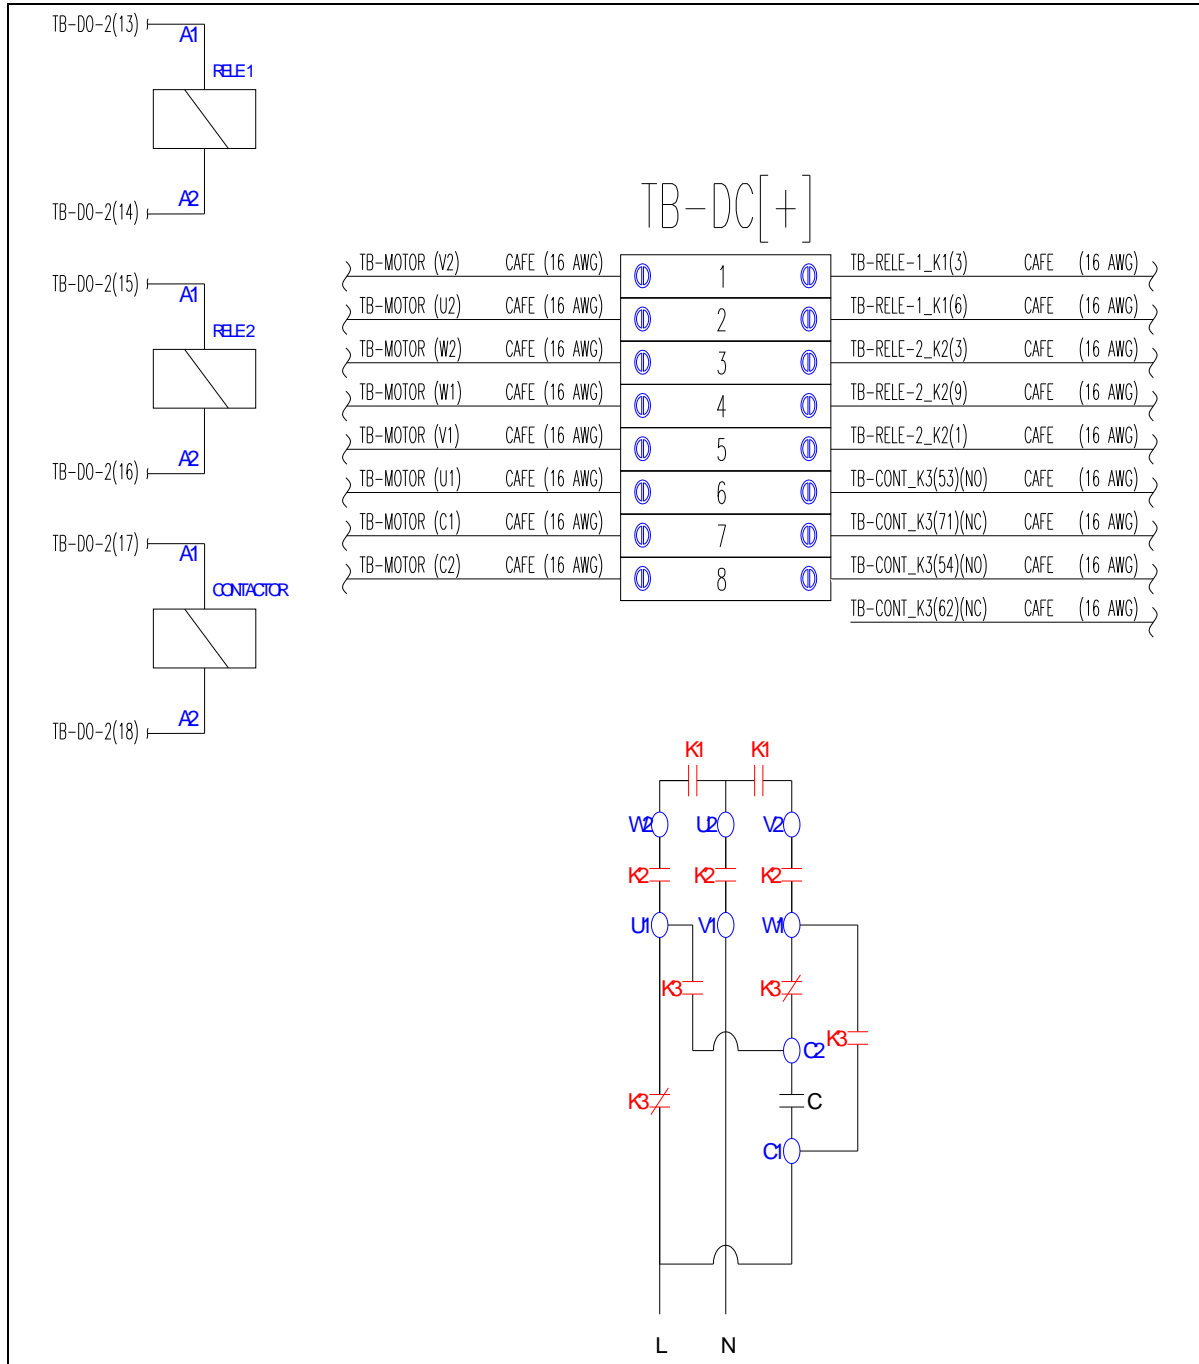 TB-DO-2(13)
A1
RELE 1
A2
TB-DO-2(14)
TB-DO-2(15)
A1
RELE 2
A2
TB-DO-2(16)
TB-DO-2(17)
A1
CONTACTOR
A2
TB-DO-2(18)
TB-DC[+]
TB-MOTOR (V2) CAFE (16 AWG) 1 TB-RELE-1_K1(3) CAFE (16 AWG)
TB-MOTOR (U2) CAFE (16 AWG) 2 TB-RELE-1_K1(6) CAFE (16 AWG)
TB-MOTOR (W2) CAFE (16 AWG) 3 TB-RELE-2_K2(3) CAFE (16 AWG)
TB-MOTOR (W1) CAFE (16 AWG) 4 TB-RELE-2_K2(9) CAFE (16 AWG)
TB-MOTOR (V1) CAFE (16 AWG) 5 TB-RELE-2_K2(1) CAFE (16 AWG)
TB-MOTOR (U1) CAFE (16 AWG) 6 TB-CONT_K3(53)(NO) CAFE (16 AWG)
TB-MOTOR (C1) CAFE (16 AWG) 7 TB-CONT_K3(71)(NC) CAFE (16 AWG)
TB-MOTOR (C2) CAFE (16 AWG) 8 TB-CONT_K3(54)(NO) CAFE (16 AWG)
TB-CONT_K3(62)(NC) CAFE (16 AWG)
K1 K1
W2 U2 V2
K2 K2 K2
U1 V1 W1
K3 K3
K3
C2
K3 C
C1
L N